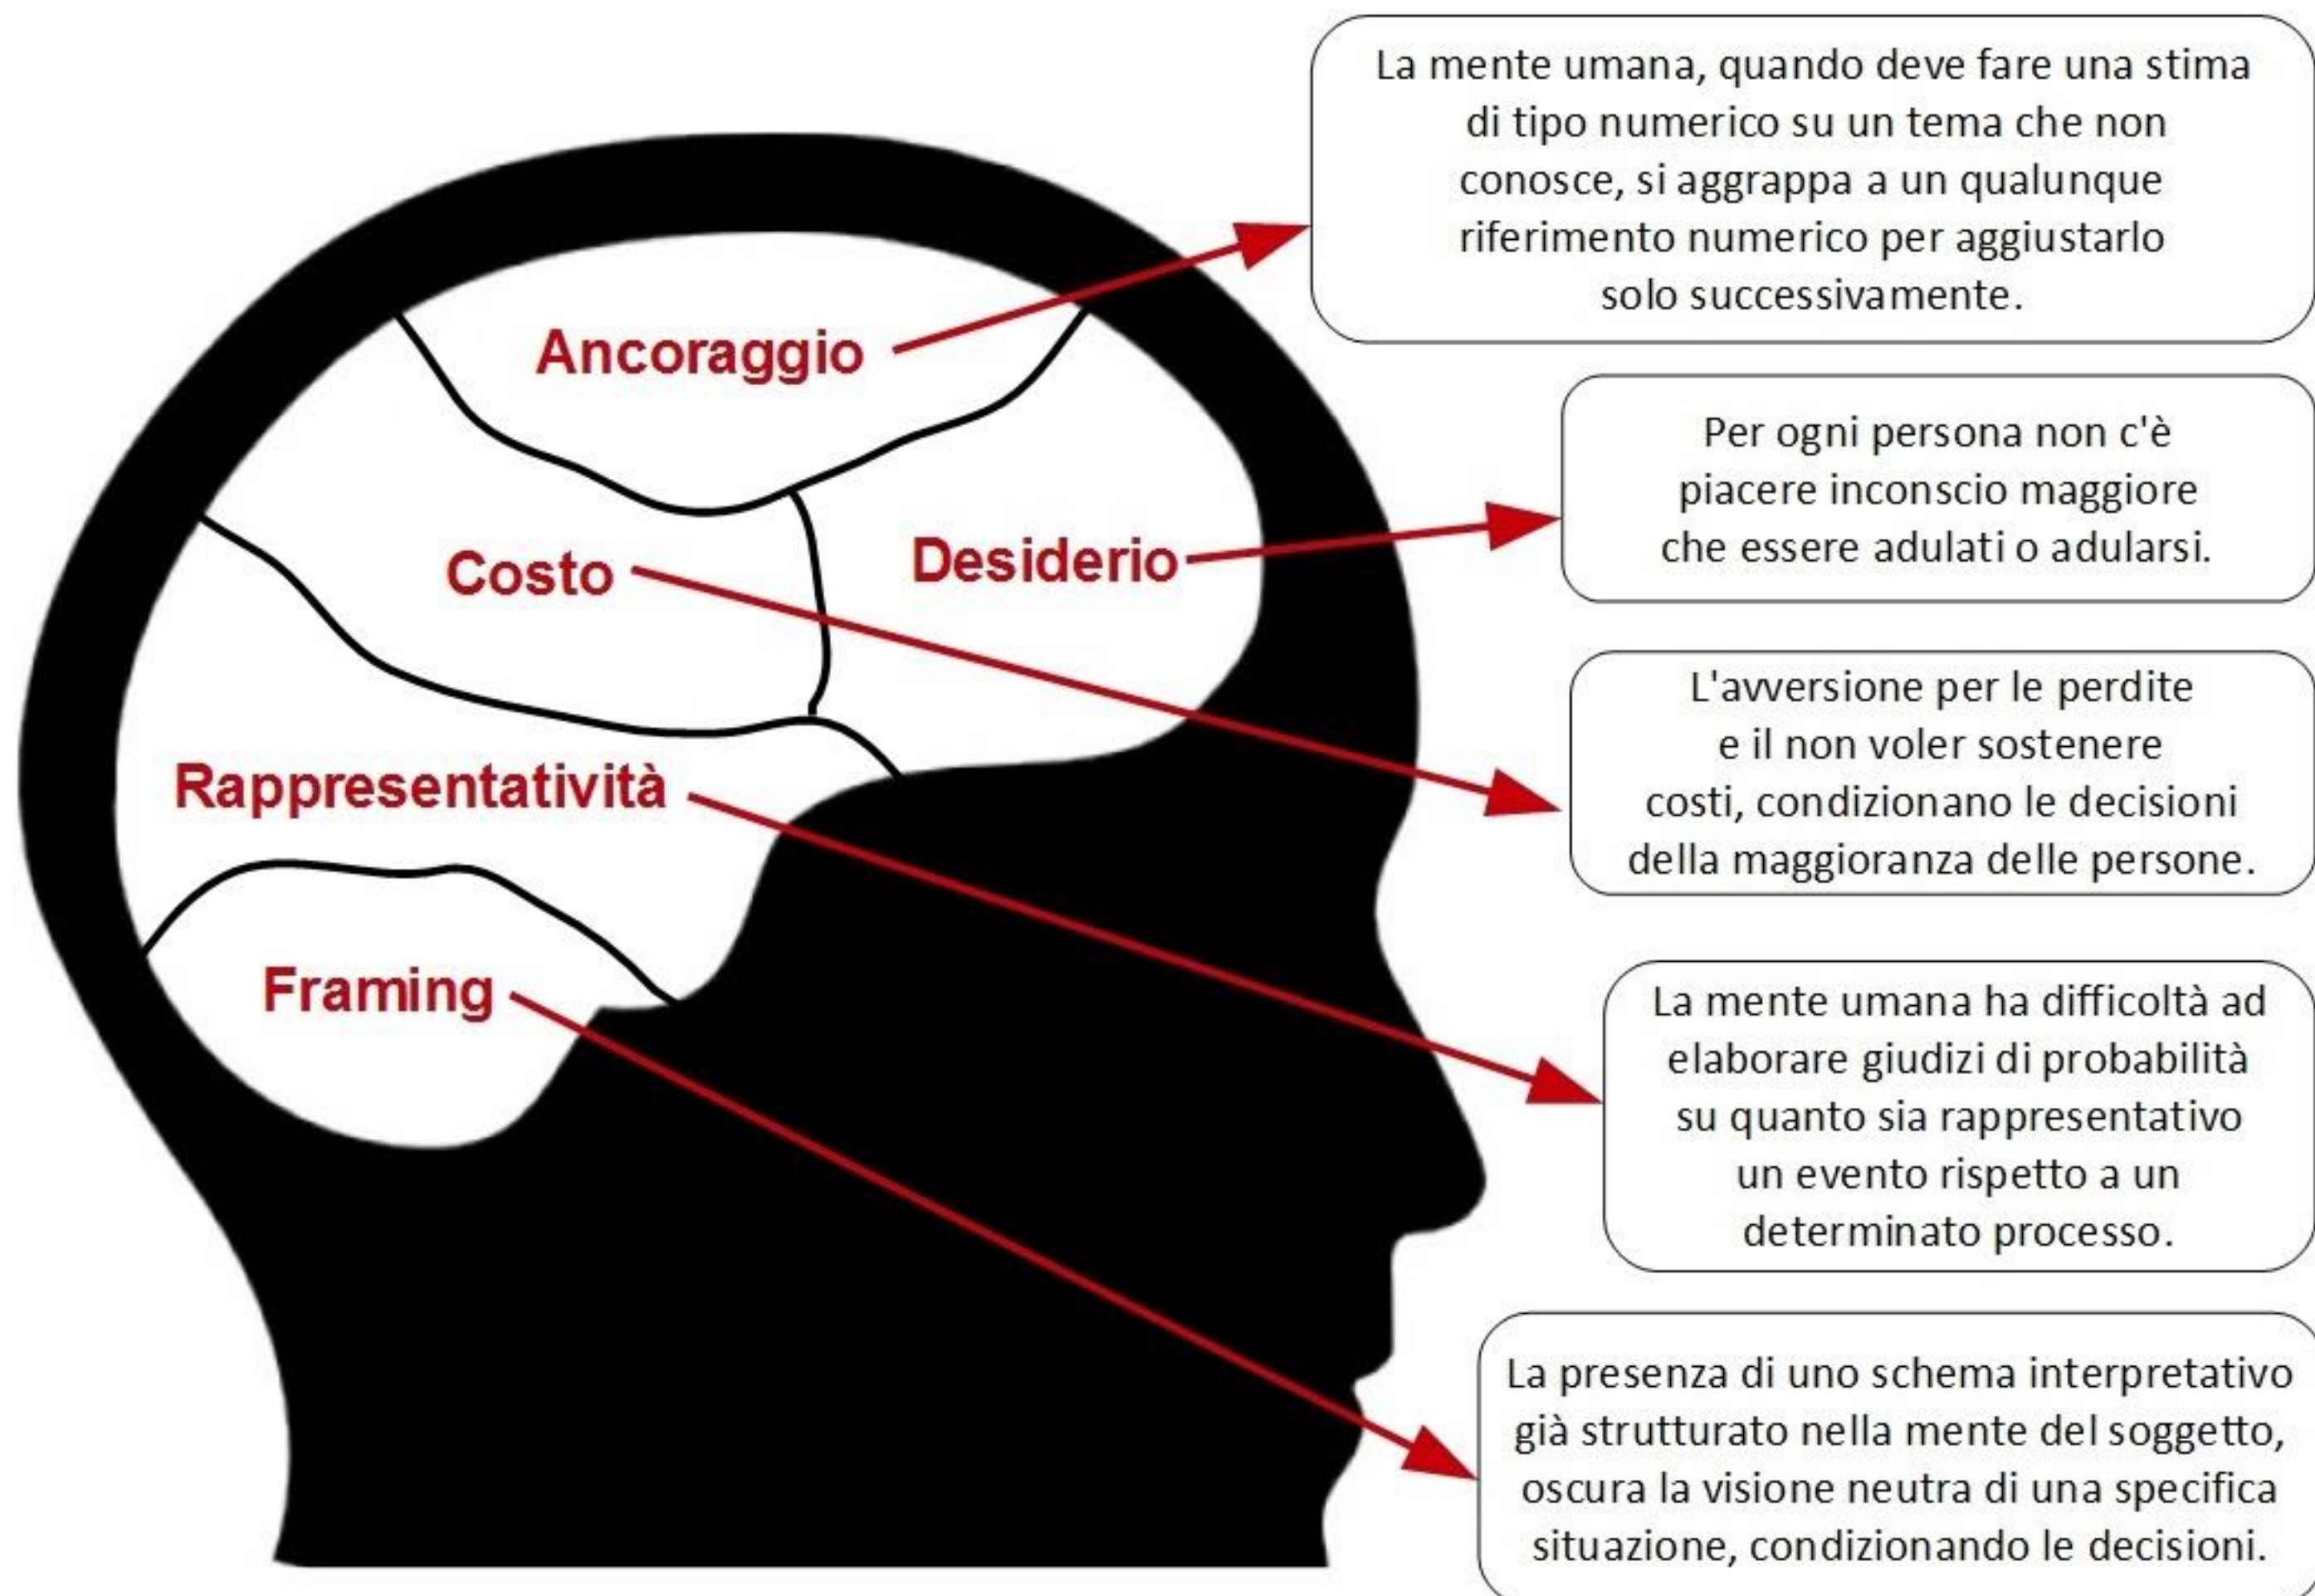 La mente umana, quando deve fare una stima
di tipo numerico su un tema che non
conosce, si aggrappa a un qualunque
riferimento numerico per aggiustarlo
solo successivamente.
Ancoraggio
Per ogni persona non c'è
piacere inconscio maggiore
che essere adulati o adularsi.
Desiderio
Costo
L'avversione per le perdite
e il non voler sostenere
costi, condizionano le decisioni
della maggioranza delle persone.
Rappresentatività
La mente umana ha difficoltà ad
elaborare giudizi di probabilità
su quanto sia rappresentativo
un evento rispetto a un
determinato processo.
Framing
La presenza di uno schema interpretativo
già strutturato nella mente del soggetto,
oscura la visione neutra di una specifica
situazione, condizionando le decisioni.